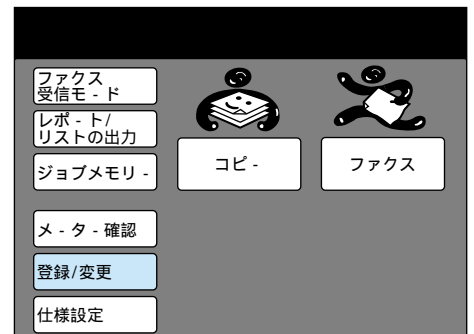 ファクス
受信モ - ド
レポ - ト/
リストの出力
ジョブメモリ -
コピ -
ファクス
メ - タ - 確認
登録/変更
仕様設定